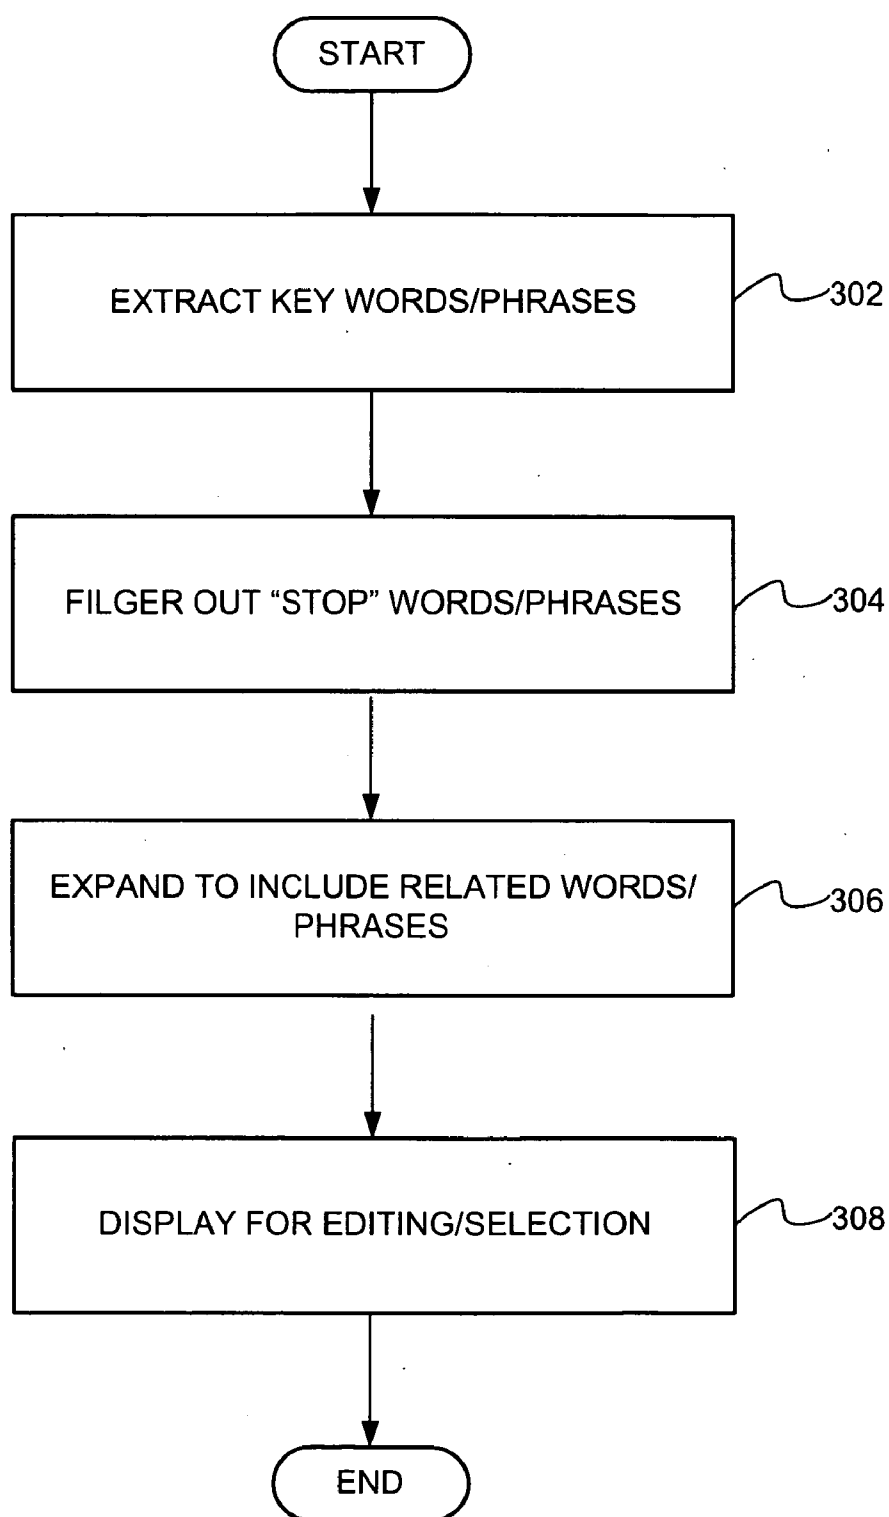 START
EXTRACT KEY WORDS/PHRASES
302
FILGER OUT “STOP” WORDS/PHRASES
304
EXPAND TO INCLUDE RELATED WORDS/
PHRASES
306
DISPLAY FOR EDITING/SELECTION
308
END